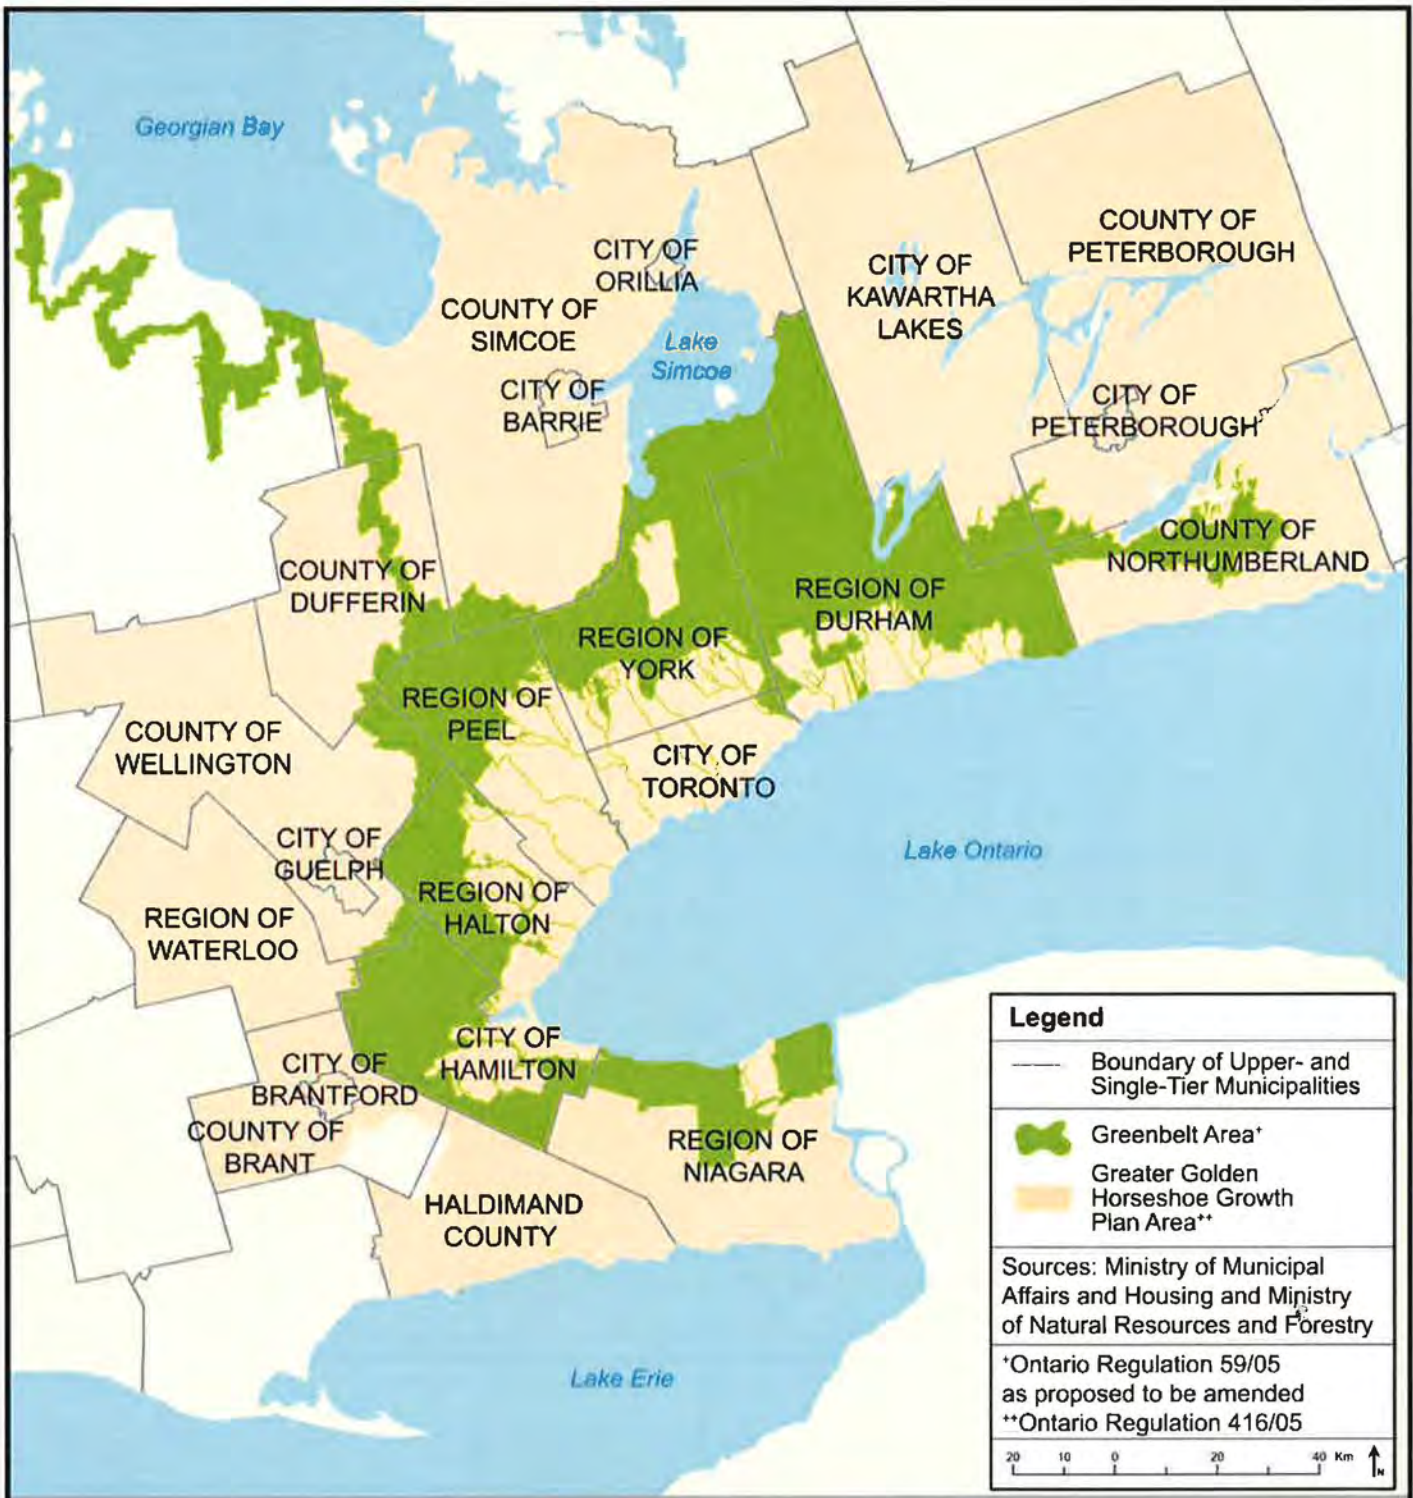 Georgian Bay
COUNTY OF
PETERBOROUGH
CITY OF
ORILLIA
CITY OF
KAWARTHA
LAKES
COUNTY OF
SIMCOE
Lake
Simcoe
CITY OF
BARRIE
CITY OF
PETERBOROUGH
COUNTY OF
NORTHUMBERLAND
COUNTY OF
DUFFERIN
REGION OF
DURHAM
REGION OF
YORK
REGION OF
PEEL
COUNTY OF
WELLINGTON
CITY OF
TORONTO
CITY OF
GUELPH
Lake Ontario
REGION OF
HALTON
REGION OF
WATERLOO
CITY OF
HAMILTON
CITY OF
BRANTFORD
COUNTY OF
BRANT
REGION OF
NIAGARA
HALDIMAND
COUNTY
Lake Erie
Legend
Boundary of Upper- and
Single-Tier Municipalities
Greenbelt Area⁺
Greater Golden
Horseshoe Growth
Plan Area⁺⁺
Sources: Ministry of Municipal
Affairs and Housing and Ministry
of Natural Resources and Forestry
⁺Ontario Regulation 59/05
as proposed to be amended
⁺⁺Ontario Regulation 416/05
20 10 0 20 40 Km
N